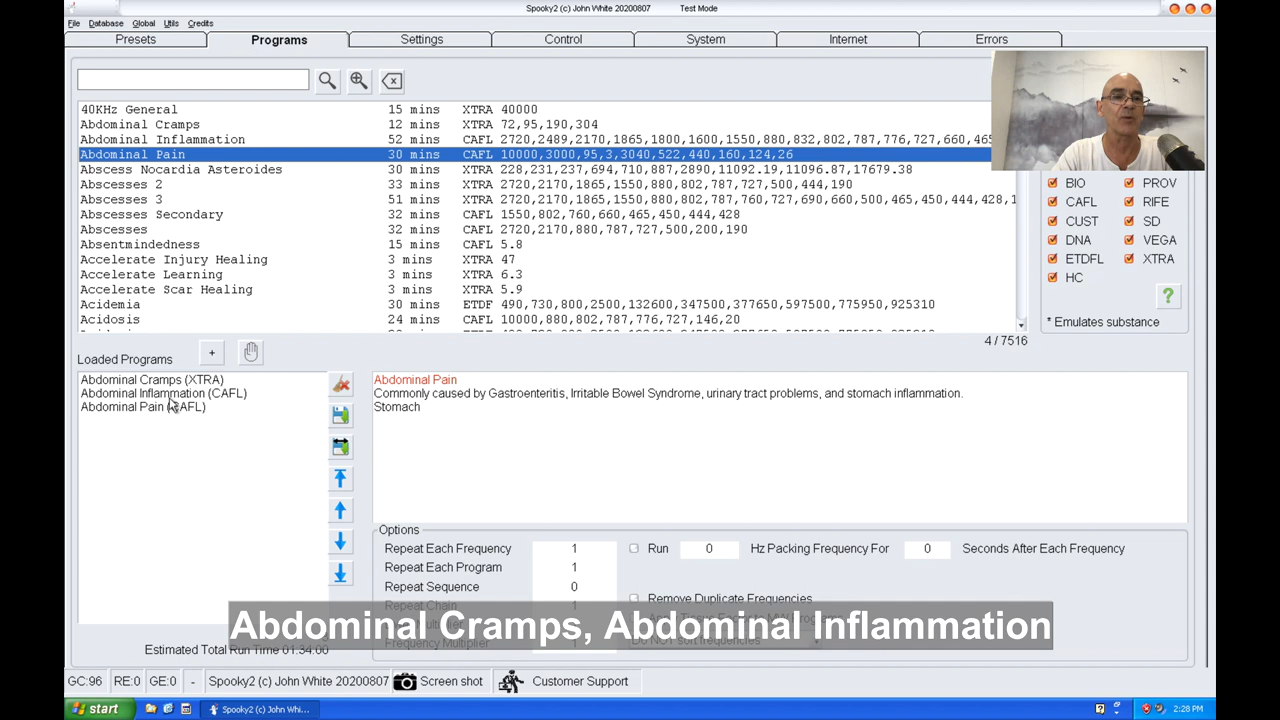 Spooky2 (c) John White 20200807 Test Mode
File Database Global Utils Credits
Presets Programs Settings Control System Internet Errors
40KHz General 15 mins XTRA 40000
Abdominal Cramps 12 mins XTRA 72,95,190,304
Abdominal Inflammation 52 mins CAFL 2720,2489,2170,1865,1800,1600,1550,880,832,802,787,776,727,660,465
Abdominal Pain 30 mins CAFL 10000,3000,95,3,3040,522,440,160,124,26
Abscess Nocardia Asteroides 30 mins XTRA 228,231,237,694,710,887,2890,11092.19,11096.87,17679.38
Abscesses 2 33 mins CAFL 2720,2170,1865,1550,880,802,787,727,500,444,190
Abscesses 3 51 mins CAFL 2720,2170,1865,1550,880,802,787,760,727,690,660,500,465,450,444,428,1
Abscesses Secondary 32 mins CAFL 1550,802,760,660,465,450,444,428
Abscesses 32 mins CAFL 2720,2170,880,787,727,500,200,190
Absentmindedness 15 mins CAFL 5.8
Accelerate Injury Healing 3 mins XTRA 47
Accelerate Learning 3 mins XTRA 6.3
Accelerate Scar Healing 3 mins XTRA 5.9
Acidemia 30 mins ETDF 490,730,800,2500,132600,347500,377650,597500,775950,925310
Acidosis 24 mins CAFL 10000,880,802,787,776,727,146,20
BIO PROV
CAFL RIFE
CUST SD
DNA VEGA
ETDFL XTRA
HC
?
* Emulates substance
4 / 7516
Loaded Programs +
Abdominal Cramps (XTRA)
Abdominal Inflammation (CAFL)
Abdominal Pain (CAFL)
Abdominal Pain
Commonly caused by Gastroenteritis, Irritable Bowel Syndrome, urinary tract problems, and stomach inflammation.
Stomach
Options
Repeat Each Frequency 1 Run 0 Hz Packing Frequency For 0 Seconds After Each Frequency
Repeat Each Program 1
Repeat Sequence 0
Remove Duplicate Frequencies
Repeat Chain 1
Frequency Multiplier
Do NOT sort frequencies
Abdominal Cramps, Abdominal Inflammation
Estimated Total Run Time 01:34:00
GC:96 RE:0 GE:0 - Spooky2 (c) John White 20200807 Screen shot Customer Support
start Spooky2 (c) John Whi... 2:28 PM